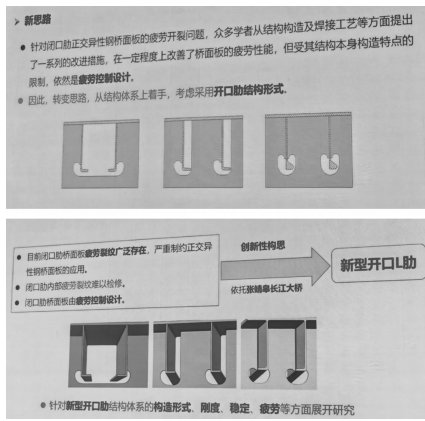 新思路
针对闭口肋正交异性钢桥面板的疲劳开裂问题，众多学者从结构构造及焊接工艺等方面提出
了一系列的改进措施，在一定程度上改善了桥面板的疲劳性能，但受其结构本身构造特点的
限制，依然是疲劳控制设计．
因此，转变思路，从结构体系上着手，考虑采用开口肋结构形式．
目前闭口肋桥面板疲劳裂纹广泛存在，严重制约正交异
性钢桥面板的应用。
闭口肋内部疲劳裂纹难以检修。
闭口肋桥面板由疲劳控制设计。
创新性构思
依托张靖皋长江大桥
新型开口L肋
针对新型开口肋结构体系的构造形式、刚度、稳定、疲劳等方面展开研究